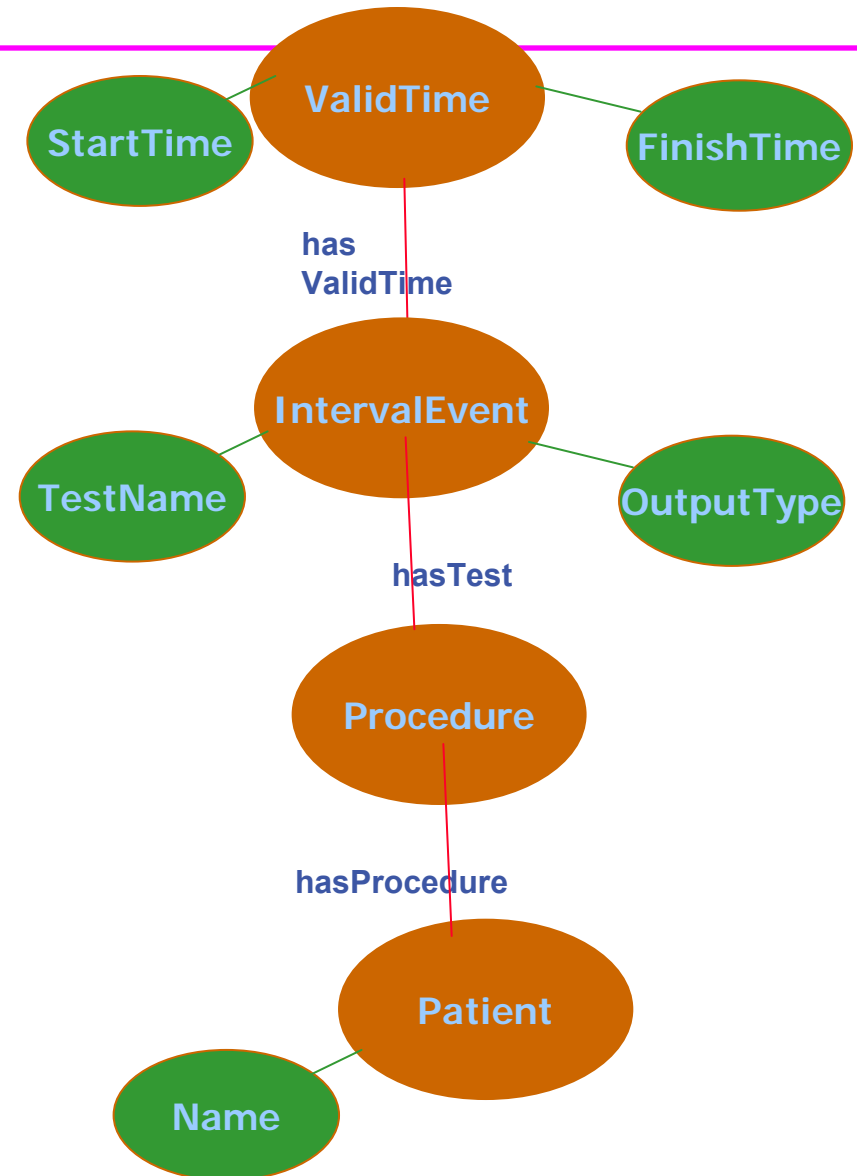 ValidTime
StartTime
FinishTime
has
ValidTime
IntervalEvent
TestName
OutputType
hasTest
Procedure
hasProcedure
Patient
Name